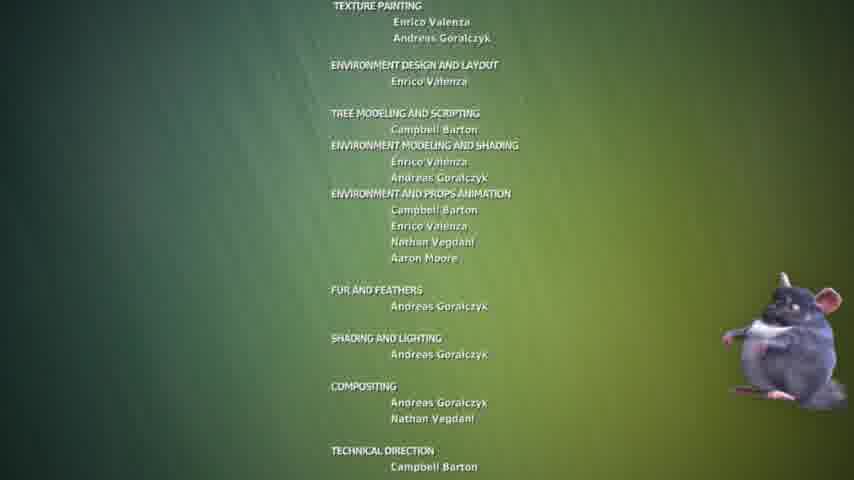 TEXTURE PAINTING
Enrico Valenza
Andreas Goralczyk
ENVIRONMENT DESIGN AND LAYOUT
Enrico Valenza
TREE MODELING AND SCRIPTING
Campbell Barton
ENVIRONMENT MODELING AND SHADING
Enrico Valenza
Andreas Goralczyk
ENVIRONMENT AND PROPS ANIMATION
Campbell Barton
Enrico Valenza
Nathan Vegdahl
Aaron Moore
FUR AND FEATHERS
Andreas Goralczyk
SHADING AND LIGHTING
Andreas Goralczyk
COMPOSITING
Andreas Goralczyk
Nathan Vegdahl
TECHNICAL DIRECTION
Campbell Barton